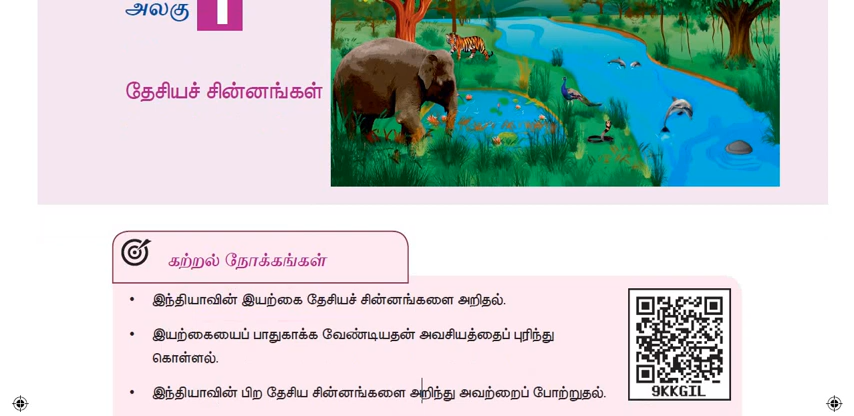 அலகு 1
தேசியச் சின்னங்கள்
கற்றல் நோக்கங்கள்
• இந்தியாவின் இயற்கை தேசியச் சின்னங்களை அறிதல்.
• இயற்கையைப் பாதுகாக்க வேண்டியதன் அவசியத்தைப் புரிந்து
கொள்ளல்.
• இந்தியாவின் பிற தேசிய சின்னங்களை அறிந்து அவற்றைப் போற்றுதல்.
9KKGIL